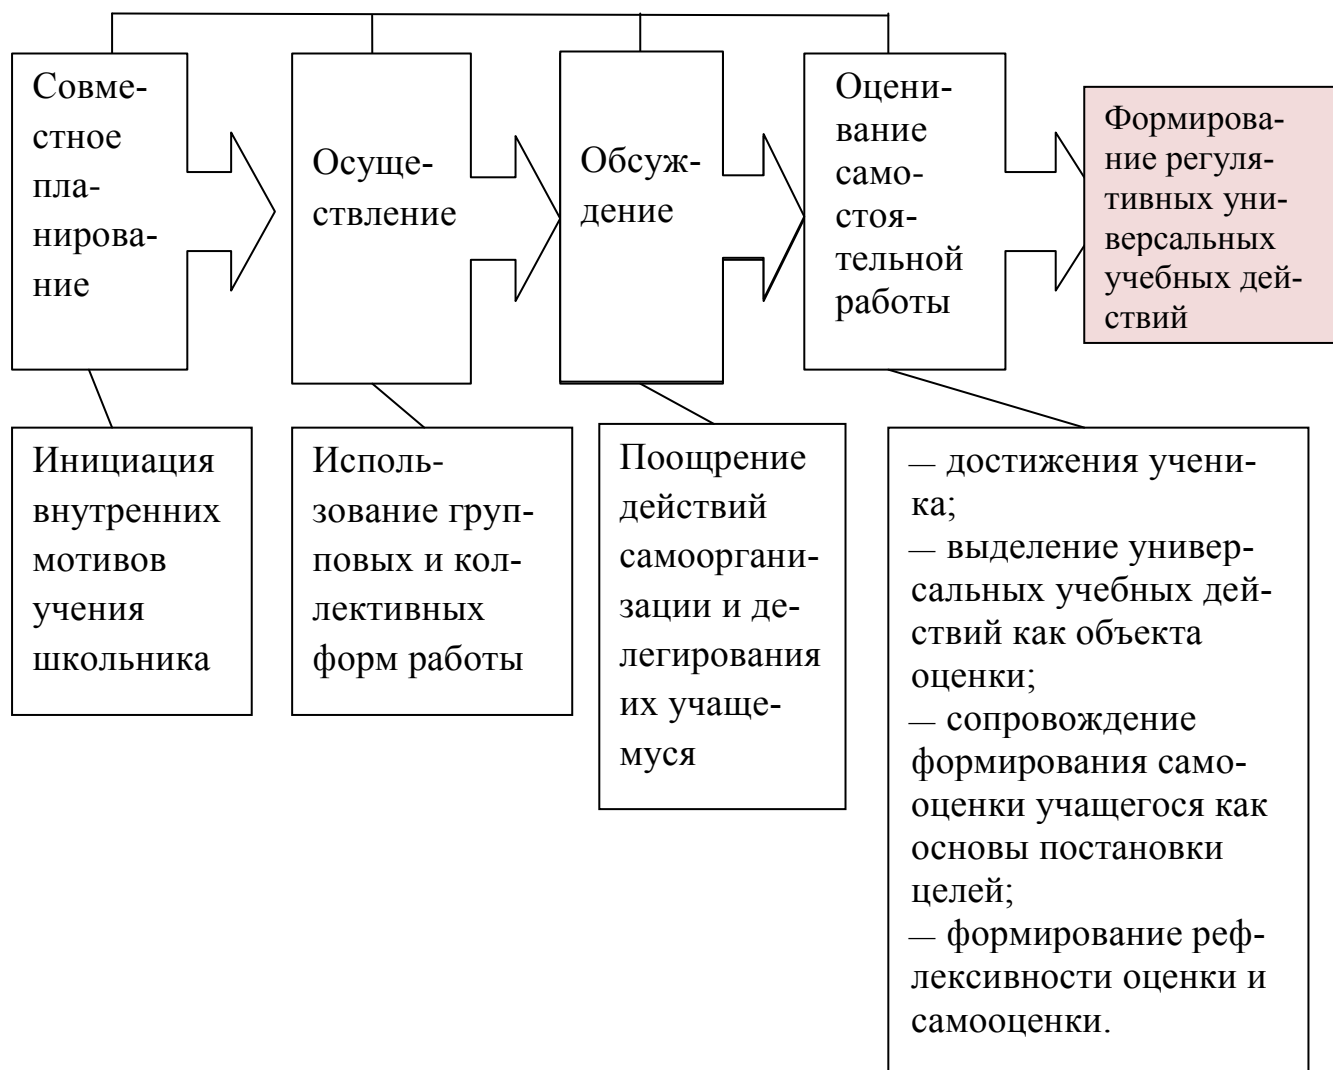 Совме-
стное
пла-
нирова-
ние
Осуще-
ствление
Обсуж-
дение
Оцени-
вание
само-
стоя-
тельной
работы
Формирова-
ние регуля-
тивных уни-
версальных
учебных дей-
ствий
Инициация
внутренних
мотивов
учения
школьника
Исполь-
зование груп-
повых и кол-
лективных
форм работы
Поощрение
действий
самооргани-
зации и де-
легирования
их учаще-
муся
— достижения учени-
ка;
— выделение универ-
сальных учебных дей-
ствий как объекта
оценки;
— сопровождение
формирования само-
оценки учащегося как
основы постановки
целей;
— формирование реф-
лексивности оценки и
самооценки.